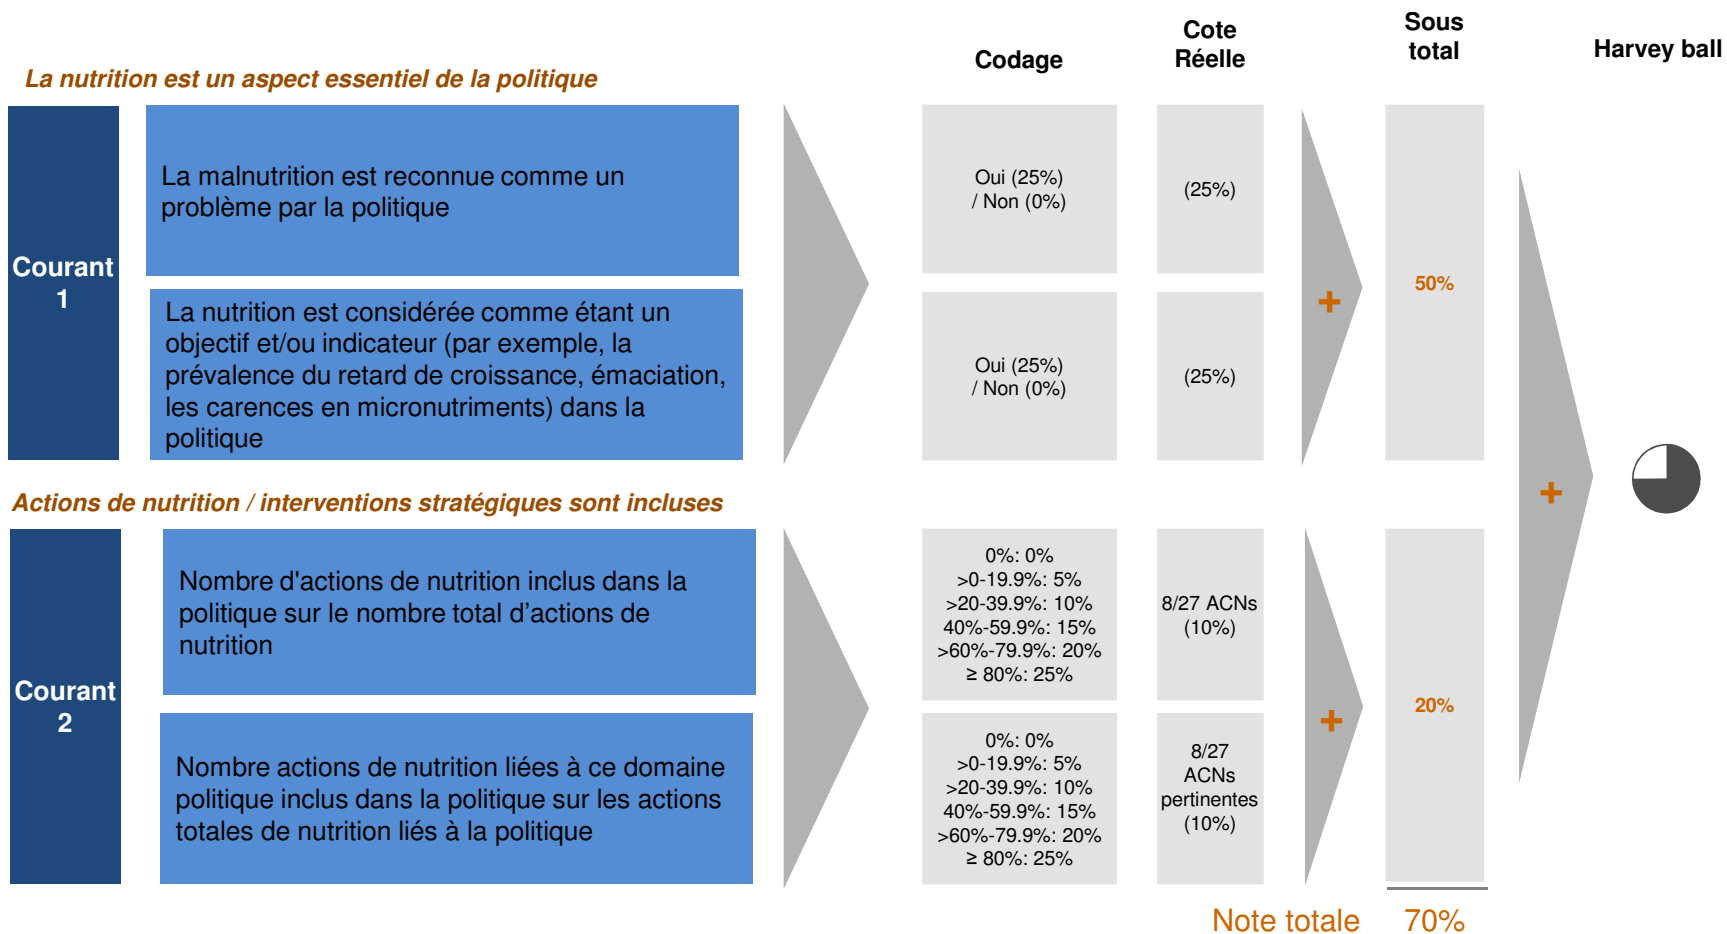 Codage
Cote
Réelle
Sous
total
Harvey ball
La nutrition est un aspect essentiel de la politique
Courant
1
La malnutrition est reconnue comme un
problème par la politique
Oui (25%)
/ Non (0%)
(25%)
La nutrition est considérée comme étant un
objectif et/ou indicateur (par exemple, la
prévalence du retard de croissance, émaciation,
les carences en micronutriments) dans la
politique
Oui (25%)
/ Non (0%)
(25%)
+
50%
+
Actions de nutrition / interventions stratégiques sont incluses
Courant
2
Nombre d'actions de nutrition inclus dans la
politique sur le nombre total d’actions de
nutrition
0%: 0%
>0-19.9%: 5%
>20-39.9%: 10%
40%-59.9%: 15%
>60%-79.9%: 20%
≥ 80%: 25%
8/27 ACNs
(10%)
Nombre actions de nutrition liées à ce domaine
politique inclus dans la politique sur les actions
totales de nutrition liés à la politique
0%: 0%
>0-19.9%: 5%
>20-39.9%: 10%
40%-59.9%: 15%
>60%-79.9%: 20%
≥ 80%: 25%
8/27
ACNs
pertinentes
(10%)
+
20%
Note totale 70%